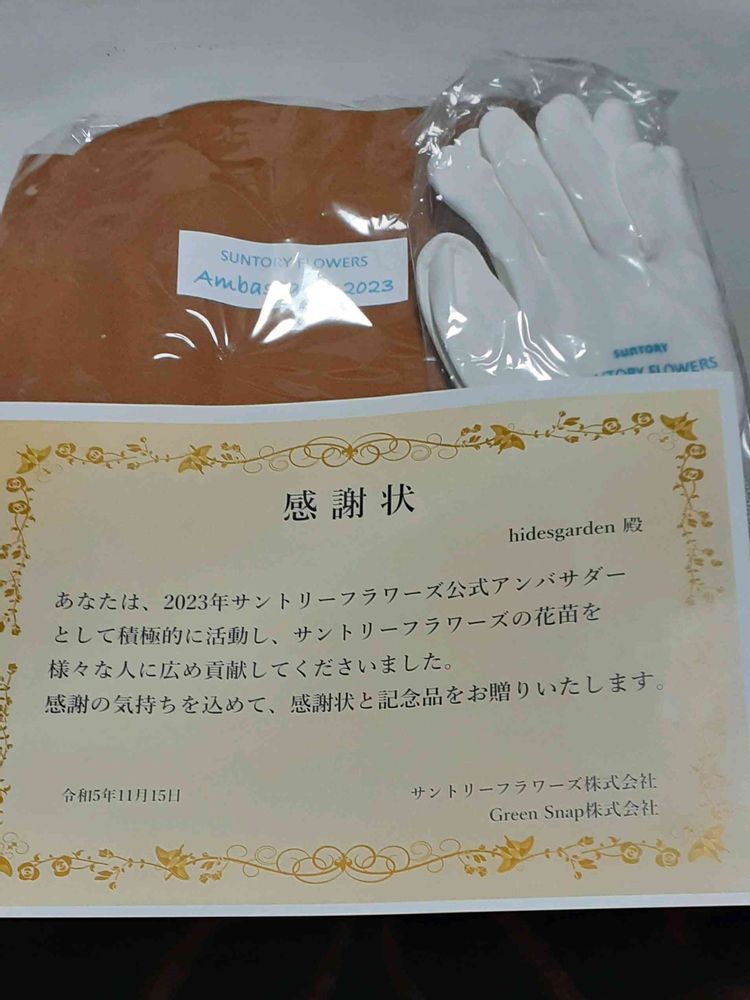 SUNTORY FLOWERS
2023
SUNTORY
FLOWERS
感謝状
hidesgarden 殿
あなたは、2023年サントリーフラワーズ公式アンバサダー
として積極的に活動し、サントリーフラワーズの花苗を
様々な人に広め貢献してくださいました。
感謝の気持ちを込めて、感謝状と記念品をお贈りいたします。
令和5年11月15日
サントリーフラワーズ株式会社
Green Snap株式会社